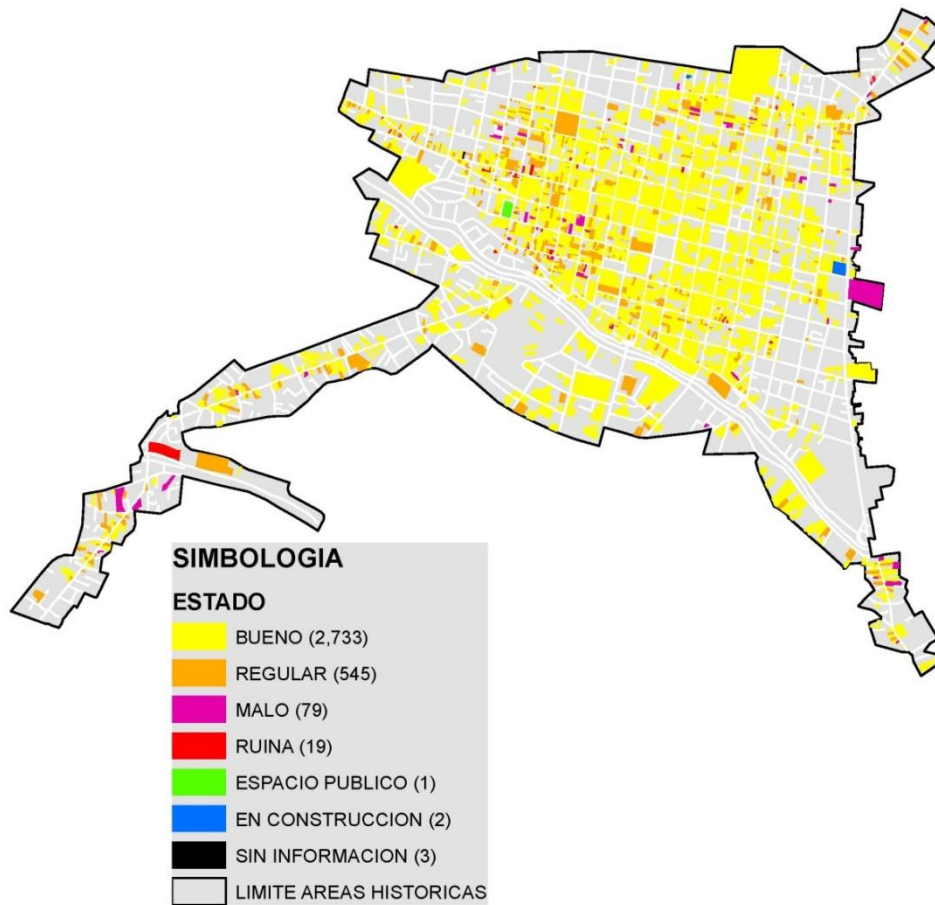 SIMBOLOGIA
ESTADO
BUENO (2,733)
REGULAR (545)
MALO (79)
RUINA (19)
ESPACIO PUBLICO (1)
EN CONSTRUCCION (2)
SIN INFORMACION (3)
LIMITE AREAS HISTORICAS